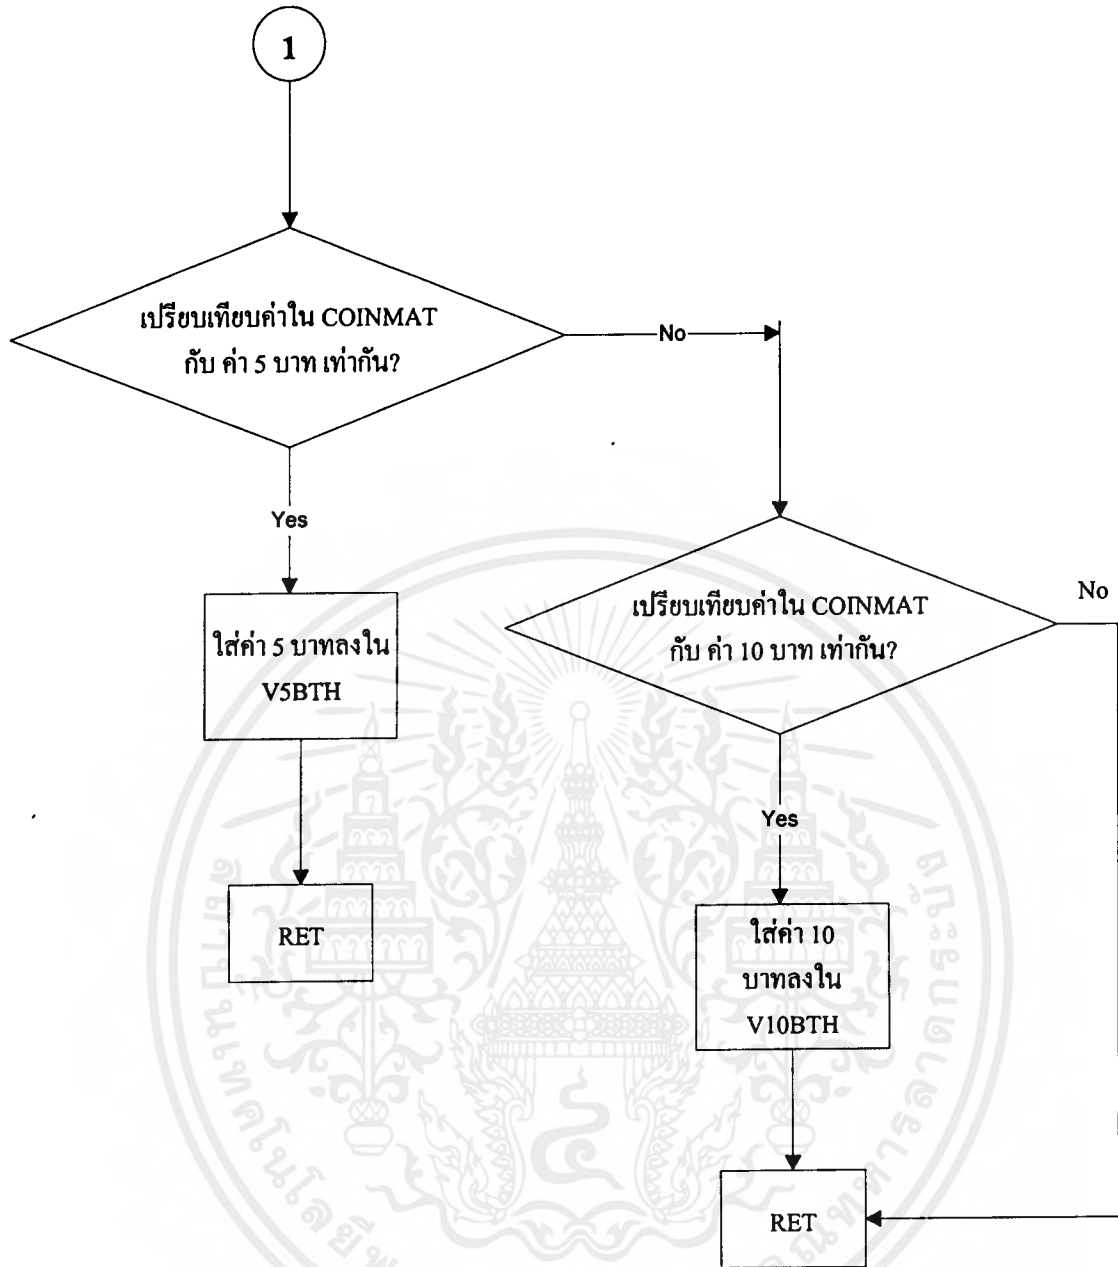 1
เปรียบเทียบค่าใน COINMAT
กับ ค่า 5 บาท เท่ากัน?
No
Yes
ใส่ค่า 5 บาทลงใน
V5BTH
RET
เปรียบเทียบค่าใน COINMAT
กับ ค่า 10 บาท เท่ากัน?
No
Yes
ใส่ค่า 10
บาทลงใน
V10BTH
RET